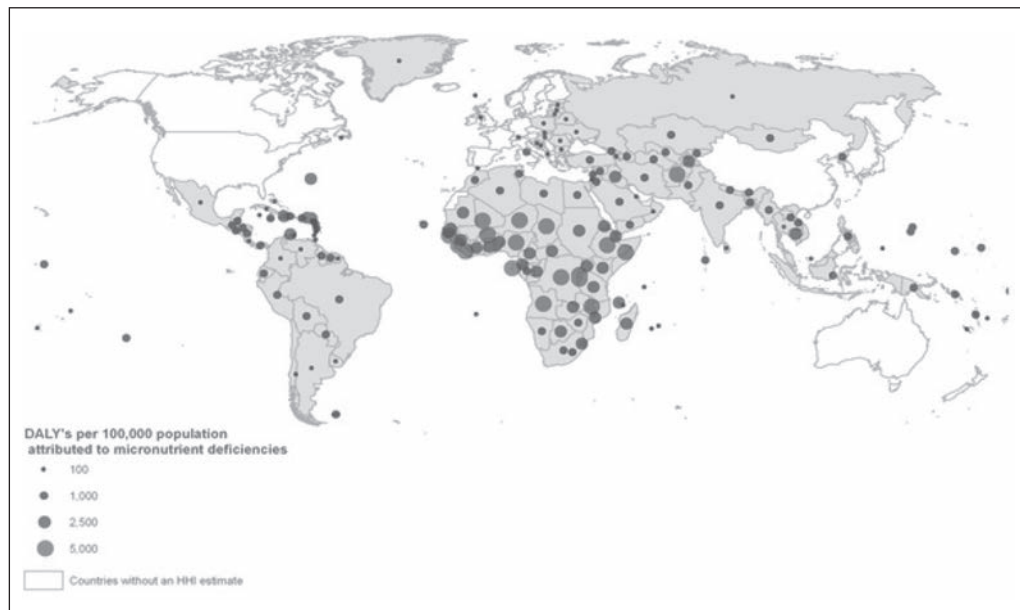 DALY's per 100,000 population
attributed to micronutrient deficiencies
100
1,000
2,500
5,000
Countries without an HHI estimate